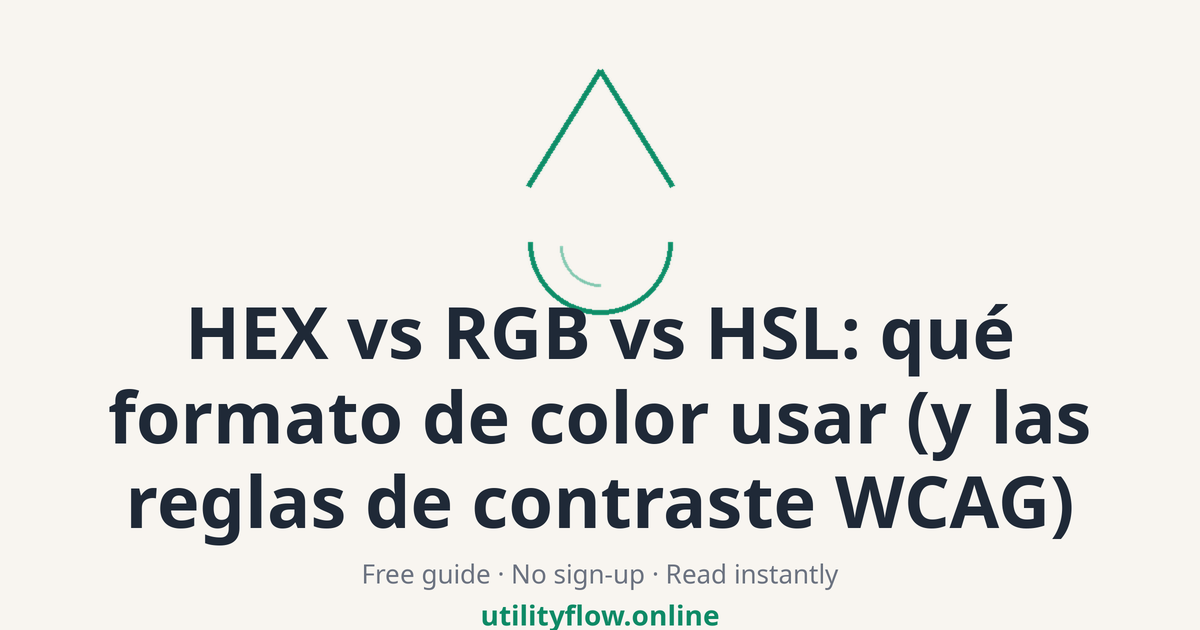 HEX vs RGB vs HSL: qué
formato de color usar (y las
reglas de contraste WCAG)
Free guide · No sign-up · Read instantly
utilityflow.online